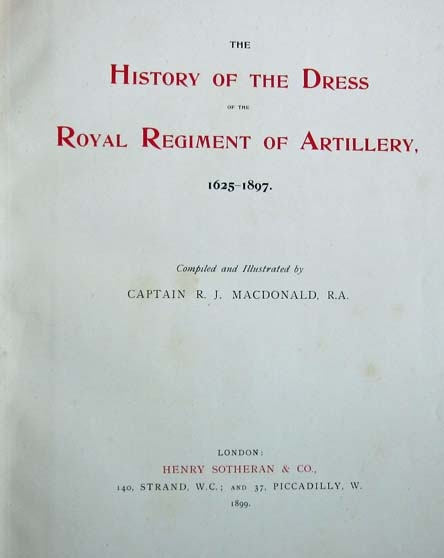 THE
HISTORY OF THE DRESS
OF THE
ROYAL REGIMENT OF ARTILLERY,
1625-1897.
Compiled and Illustrated by
CAPTAIN R. J. MACDONALD, R.A.
LONDON:
HENRY SOTHERAN & CO.,
140, STRAND, W.C.; AND 37, PICCADILLY, W.
1899.